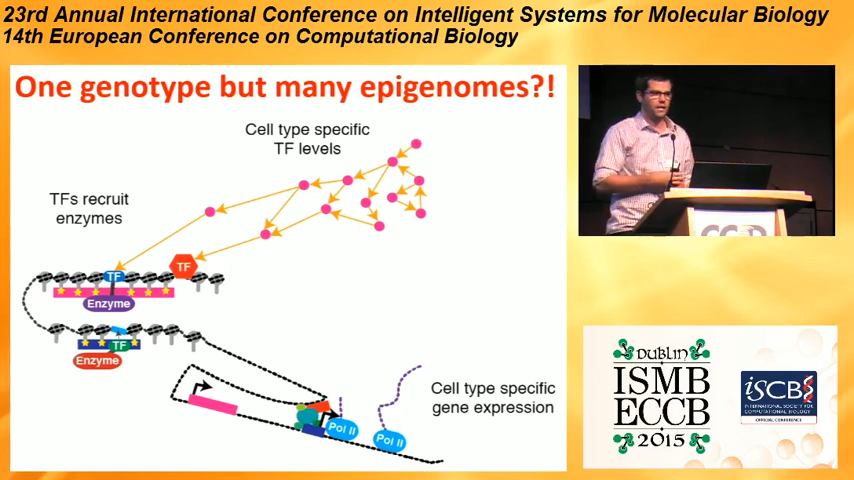 23rd Annual International Conference on Intelligent Systems for Molecular Biology
14th European Conference on Computational Biology
One genotype but many epigenomes?!
Cell type specific
TF levels
TFs recruit
enzymes
TF
TF
Enzyme
TF
Enzyme
Cell type specific
gene expression
Pol II
Pol II
DUBLIN
ISMB
ECCB
2015
iSCB
INTERNATIONAL SOCIETY FOR
COMPUTATIONAL BIOLOGY
OFFICIAL CONFERENCE